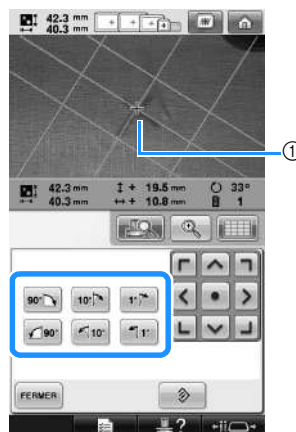 42.3 mm
40.3 mm
①
42.3 mm + 19.5 mm 33°
40.3 mm + 10.8 mm 1
90° 10° 1°
90° 10° 1°
FERMER
?